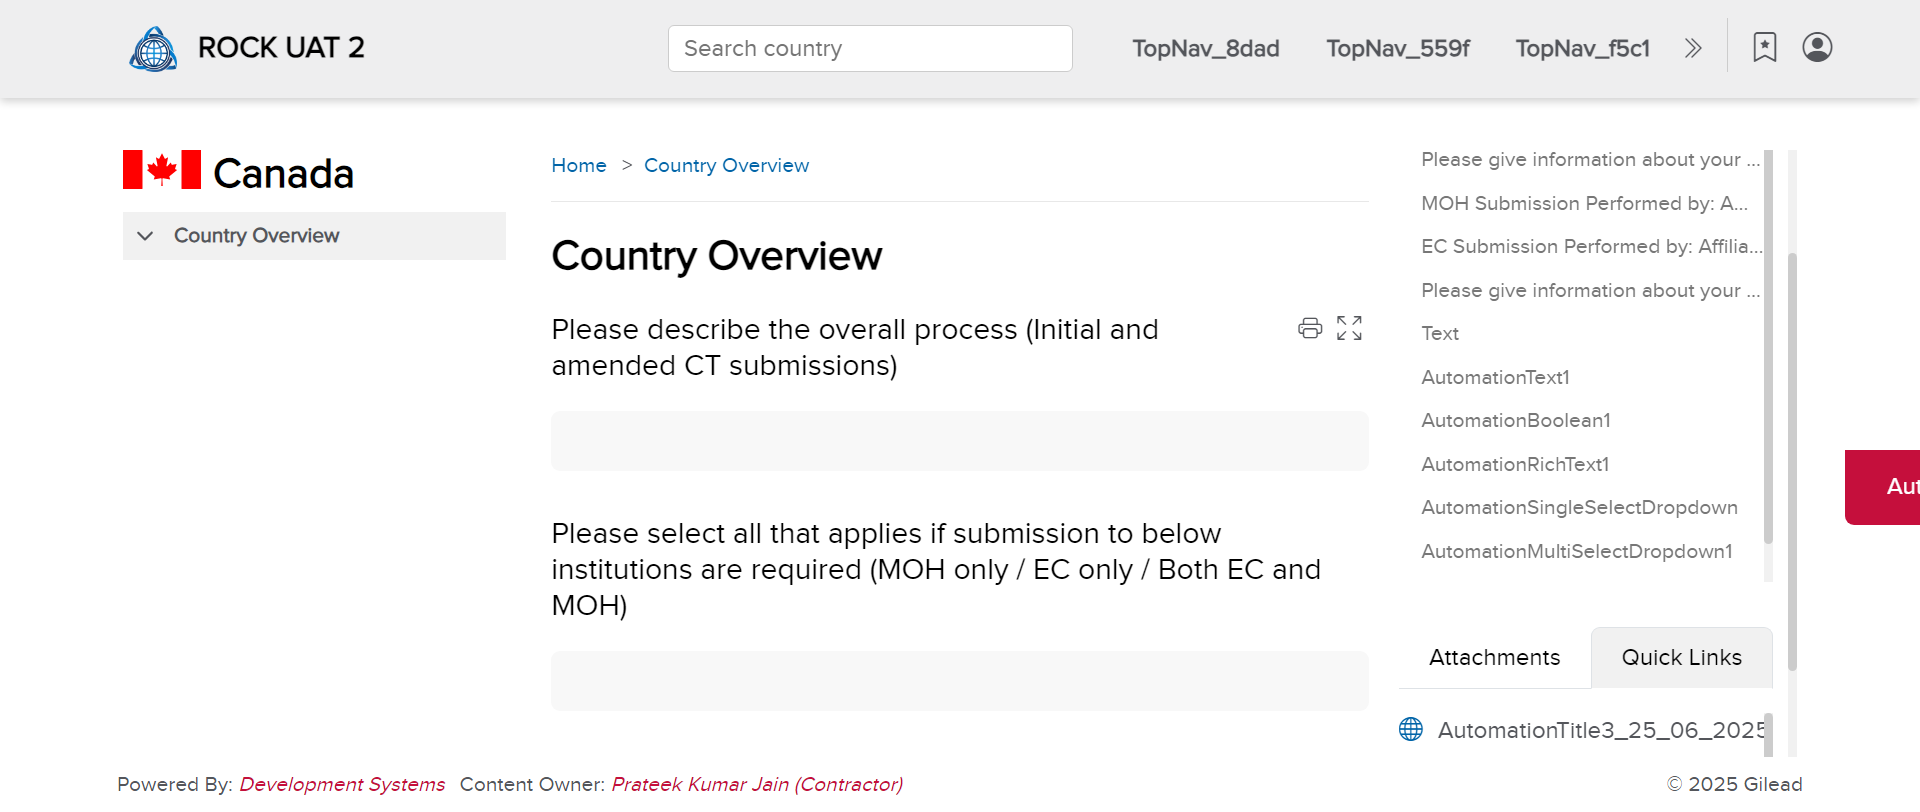 ROCK UAT 2
Search country
TopNav_8dad
TopNav_559f
TopNav_f5c1
Canada
Country Overview
Home > Country Overview
Country Overview
Please describe the overall process (Initial and
amended CT submissions)
Please select all that applies if submission to below
institutions are required (MOH only / EC only / Both EC and
MOH)
Please give information about your ...
MOH Submission Performed by: A...
EC Submission Performed by: Affilia...
Please give information about your ...
Text
AutomationText1
AutomationBoolean1
AutomationRichText1
AutomationSingleSelectDropdown
AutomationMultiSelectDropdown1
Attachments
Quick Links
AutomationTitle3_25_06_2025
Aut
Powered By: Development Systems Content Owner: Prateek Kumar Jain (Contractor)
© 2025 Gilead